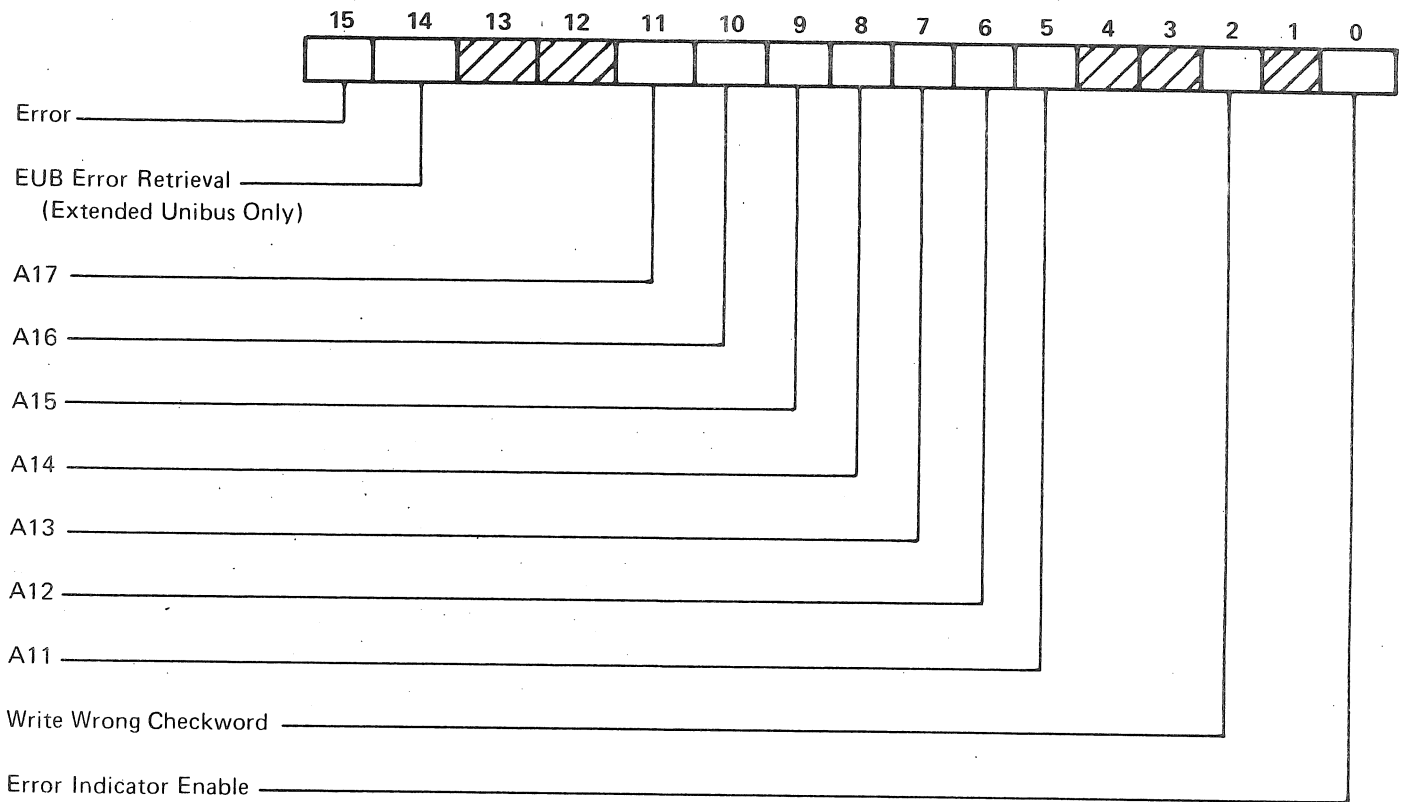 15 14 13 12 11 10 9 8 7 6 5 4 3 2 1 0
Error
EUB Error Retrieval
(Extended Unibus Only)
A17
A16
A15
A14
A13
A12
A11
Write Wrong Checkword
Error Indicator Enable